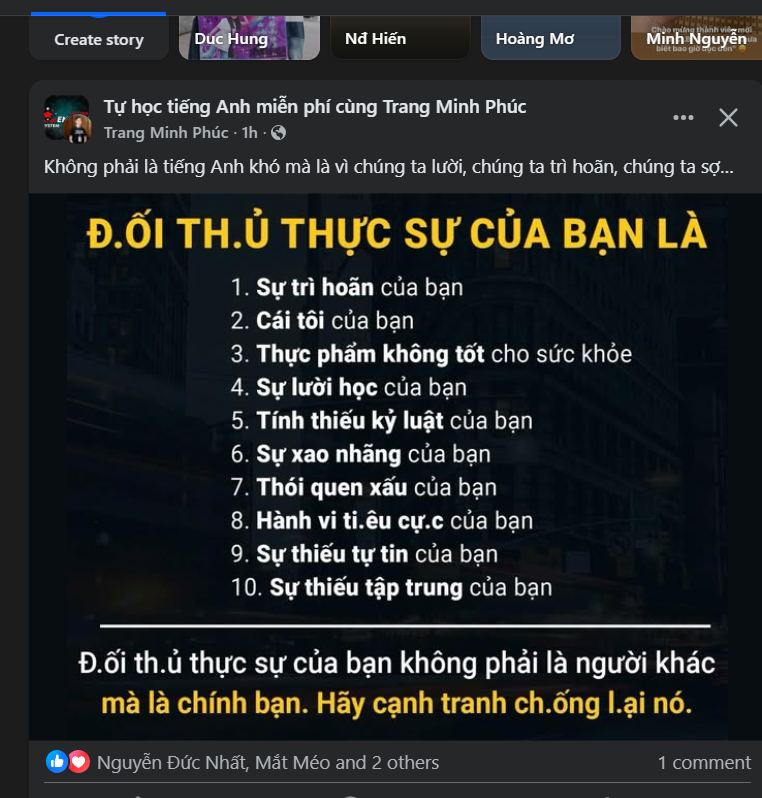 Create story
Duc Hung
Nđ Hiến
Hoàng Mơ
Minh Nguyễn
Tự học tiếng Anh miễn phí cùng Trang Minh Phúc
Trang Minh Phúc · 1h ·
Không phải là tiếng Anh khó mà là vì chúng ta lười, chúng ta trì hoãn, chúng ta sợ...
Đ.ỐI TH.Ủ THỰC SỰ CỦA BẠN LÀ
1. Sự trì hoãn của bạn
2. Cái tôi của bạn
3. Thực phẩm không tốt cho sức khỏe
4. Sự lười học của bạn
5. Tính thiếu kỷ luật của bạn
6. Sự xao nhãng của bạn
7. Thói quen xấu của bạn
8. Hành vi ti.êu cự.c của bạn
9. Sự thiếu tự tin của bạn
10. Sự thiếu tập trung của bạn
Đ.ối th.ủ thực sự của bạn không phải là người khác
mà là chính bạn. Hãy cạnh tranh ch.ống l.ại nó.
Nguyễn Đức Nhất, Mắt Méo and 2 others
1 comment